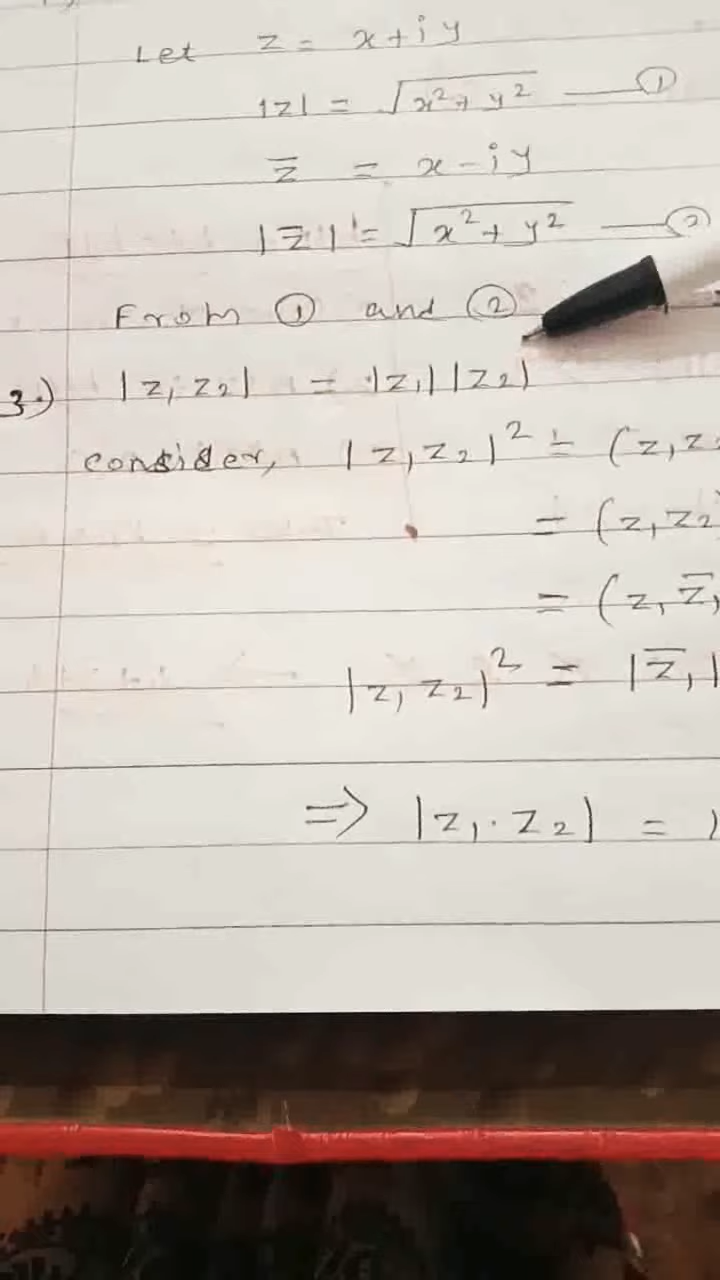 Let z = x+iy
|z| = √x²+y² —— ①
z̅ = x-iy
|z̅| = √x²+y² —— ②
From ① and ②
3.) |z₁z₂| = |z₁||z₂|
consider, |z₁z₂|² = (z₁z₂
= (z₁z₂
= (z₁z̅₁
|z₁z₂|² = |z̅₁|
⇒ |z₁·z₂| = |